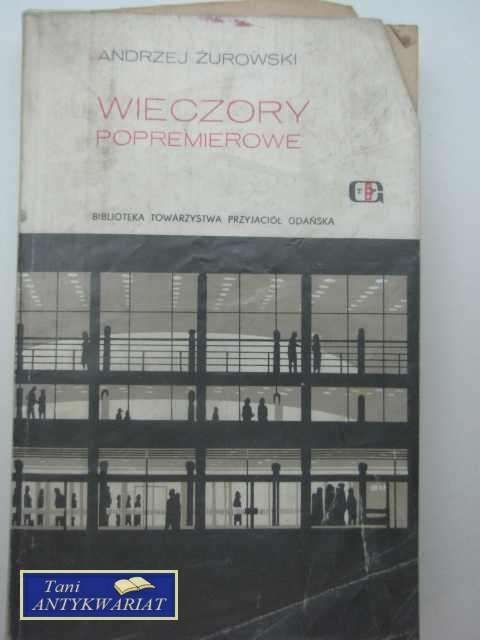 ANDRZEJ ŻUROWSKI
WIECZORY
POPREMIEROWE
BIBLIOTEKA TOWARZYSTWA PRZYJACIÓŁ GDAŃSKA
Tani
ANTYKWARIAT